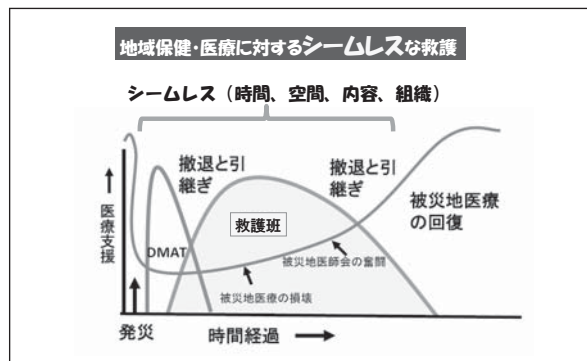 地域保健・医療に対するシームレスな救護
シームレス（時間、空間、内容、組織）
撤退と引
継ぎ
撤退と引
継ぎ
被災地医療
の回復
医療支援
DMAT
救護班
被災地医師会の奮闘
被災地医療の損壊
発災
時間経過